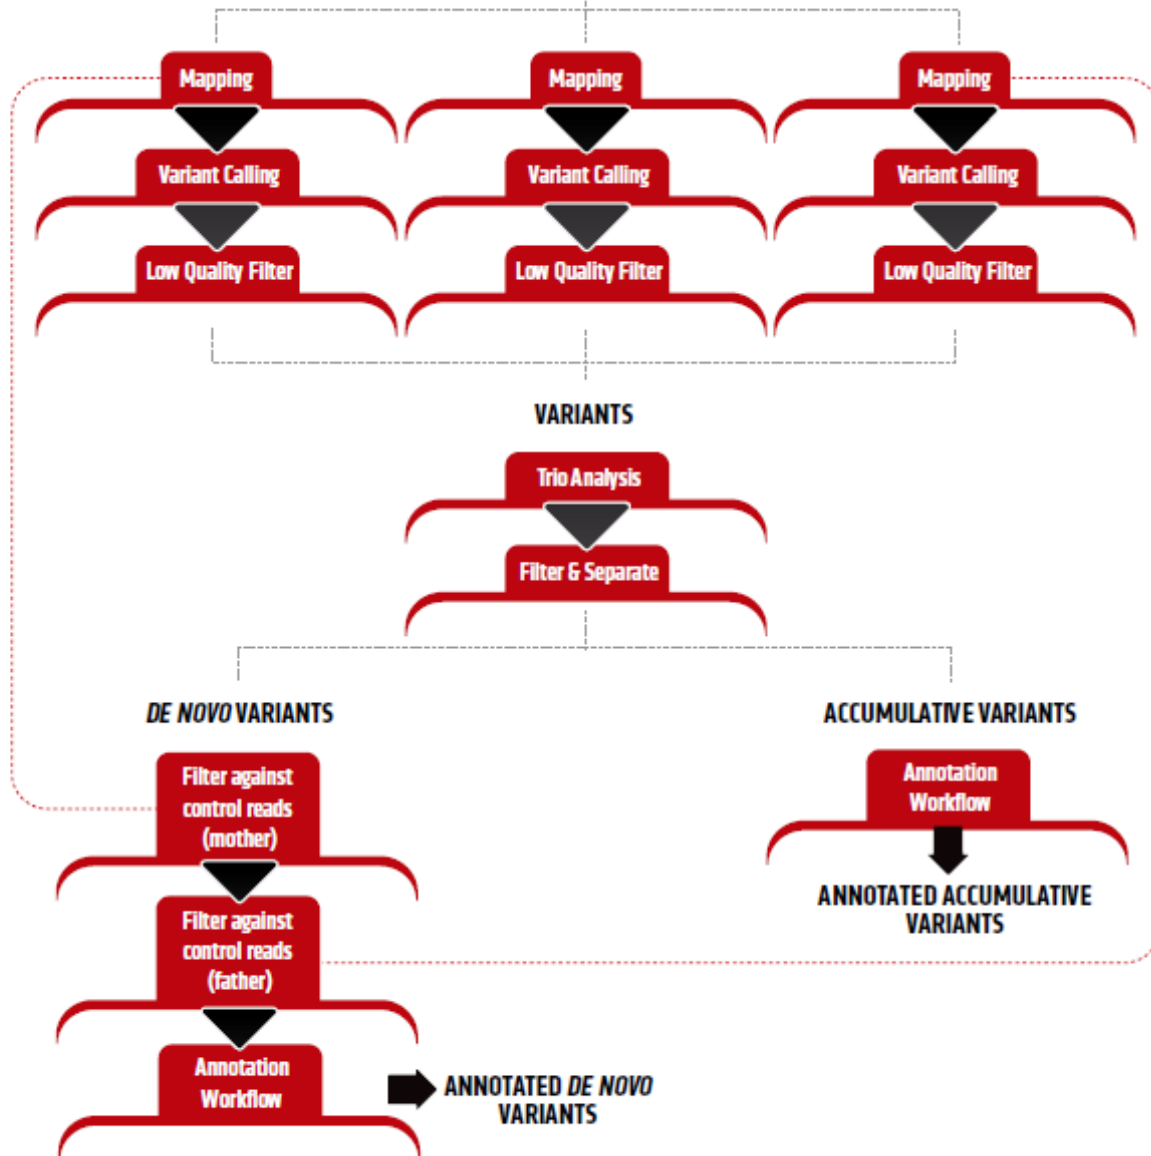 Mapping
Mapping
Mapping
Variant Calling
Variant Calling
Variant Calling
Low Quality Filter
Low Quality Filter
Low Quality Filter
VARIANTS
Trio Analysis
Filter & Separate
DE NOVO VARIANTS
Filter against
control reads
(mother)
Filter against
control reads
(father)
Annotation
Workflow
ANNOTATED DE NOVO
VARIANTS
ACCUMULATIVE VARIANTS
Annotation
Workflow
ANNOTATED ACCUMULATIVE
VARIANTS